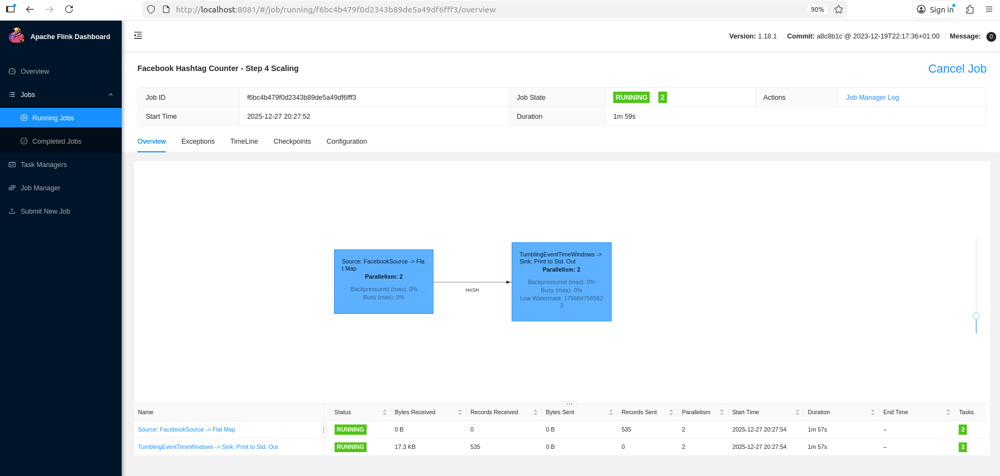 http://localhost:8081/#/job/running/f6bc4b479f0d2343b89de5a49df6fff3/overview 90% Sign in
Apache Flink Dashboard
Version: 1.18.1 Commit: a8c8b1c @ 2023-12-19T22:17:36+01:00 Message: 0
Overview
Jobs
Running Jobs
Completed Jobs
Task Managers
Job Manager
Submit New Job
Facebook Hashtag Counter - Step 4 Scaling Cancel Job
Job ID f6bc4b479f0d2343b89de5a49df6fff3 Job State RUNNING 2 Actions Job Manager Log
Start Time 2025-12-27 20:27:52 Duration 1m 59s
Overview Exceptions TimeLine Checkpoints Configuration
Source: FacebookSource -> Fla
t Map
Parallelism: 2
Backpressured (max): 0%
Busy (max): 0%
HASH
TumblingEventTimeWindows ->
Sink: Print to Std. Out
Parallelism: 2
Backpressured (max): 0%
Busy (max): 0%
Low Watermark: 176684756562
3
Name Status Bytes Received Records Received Bytes Sent Records Sent Parallelism Start Time Duration End Time Tasks
Source: FacebookSource -> Flat Map RUNNING 0 B 0 0 B 535 2 2025-12-27 20:27:54 1m 57s – 2
TumblingEventTimeWindows -> Sink: Print to Std. Out RUNNING 17.3 KB 535 0 B 0 2 2025-12-27 20:27:54 1m 57s – 2